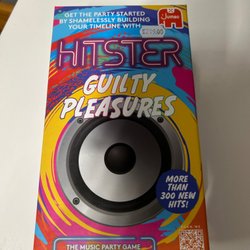 GET THE PARTY STARTED
BY SHAMELESSLY BUILDING
YOUR TIMELINE WITH
Jumbo
HITSTER
GUILTY
PLEASURES
MORE
THAN
300 NEW
HITS!
THE MUSIC PARTY GAME